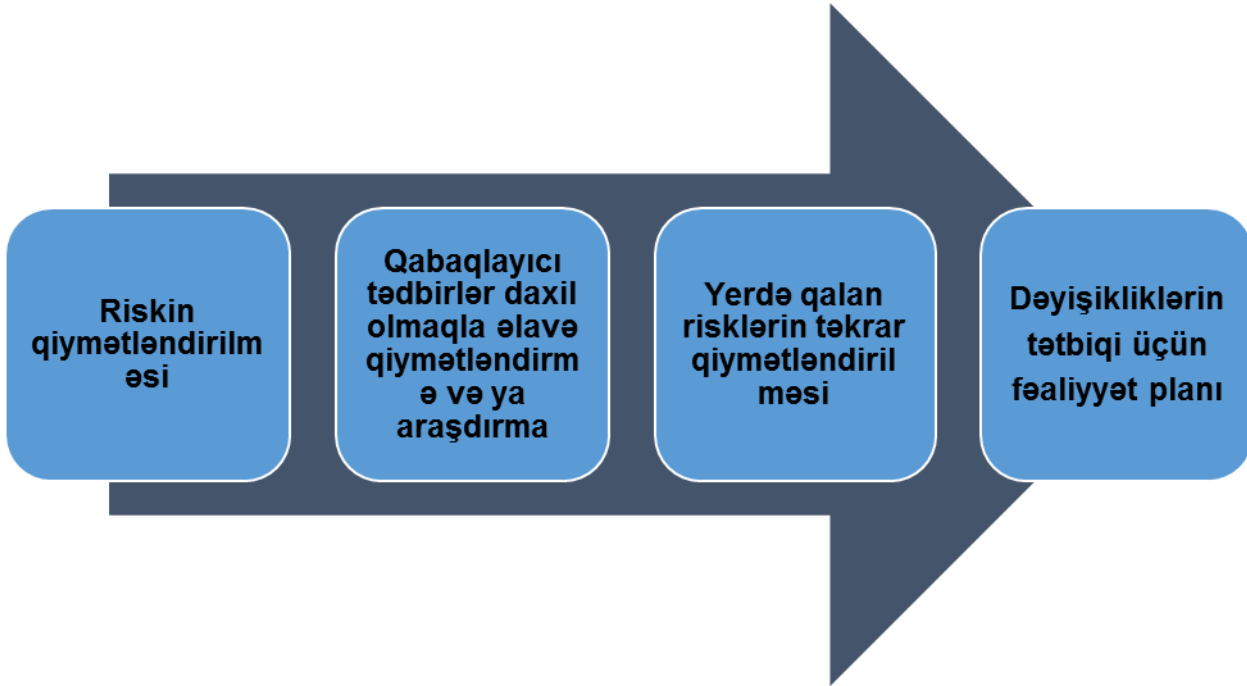 Riskin
qiymətləndirilm
əsi
Qabaqlayıcı
tədbirlər daxil
olmaqla əlavə
qiymətləndirm
ə və ya
araşdırma
Yerdə qalan
risklərin təkrar
qiymətləndiril
məsi
Dəyişikliklərin
tətbiqi üçün
fəaliyyət planı